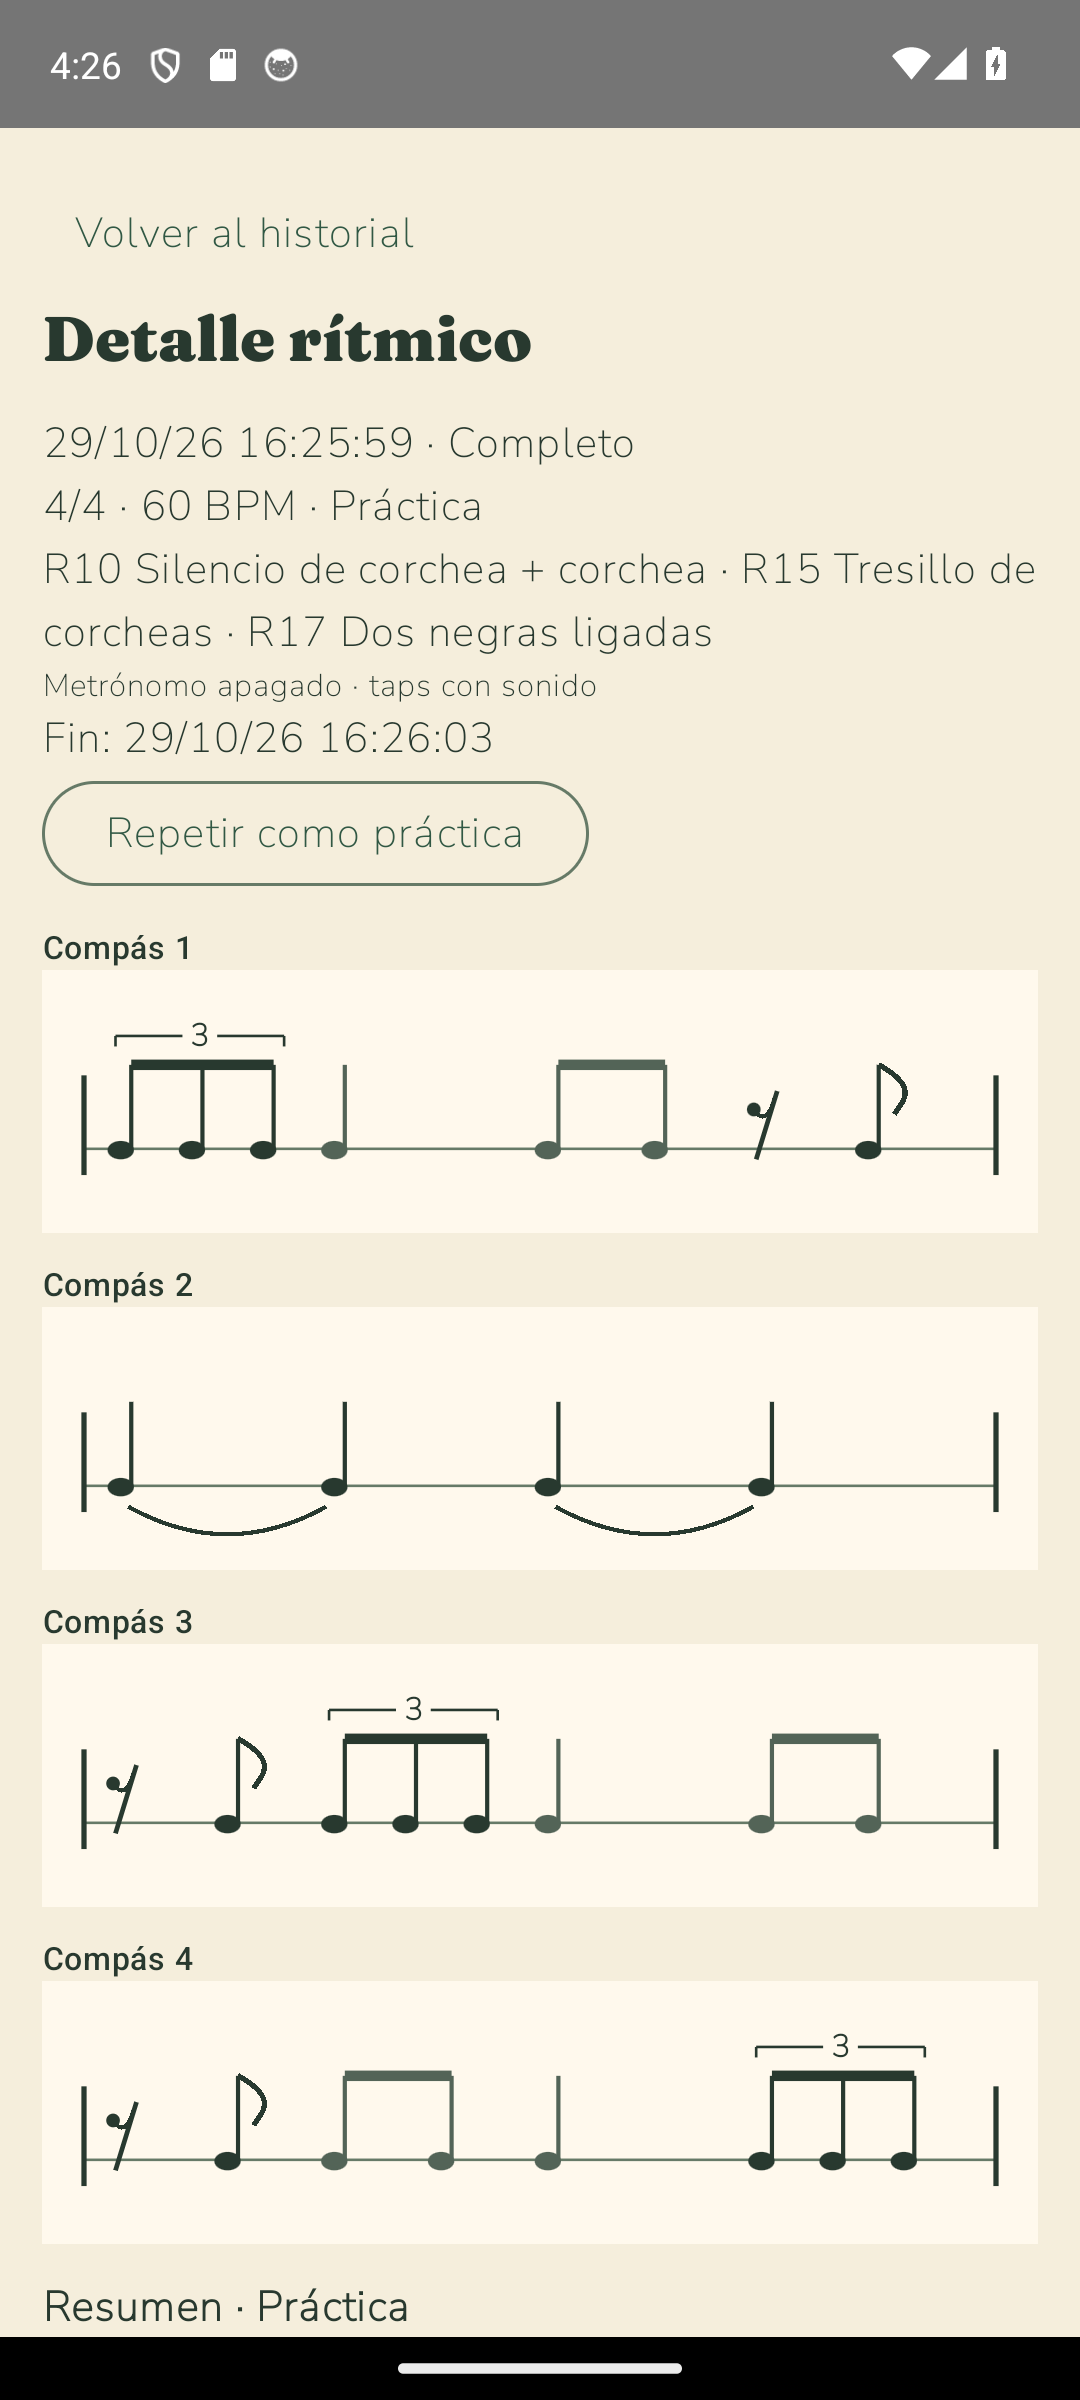 4:26
Volver al historial
Detalle rítmico
29/10/26 16:25:59 · Completo
4/4 · 60 BPM · Práctica
R10 Silencio de corchea + corchea · R15 Tresillo de
corcheas · R17 Dos negras ligadas
Metrónomo apagado · taps con sonido
Fin: 29/10/26 16:26:03
Repetir como práctica
Compás 1
3
Compás 2
Compás 3
3
Compás 4
3
Resumen · Práctica